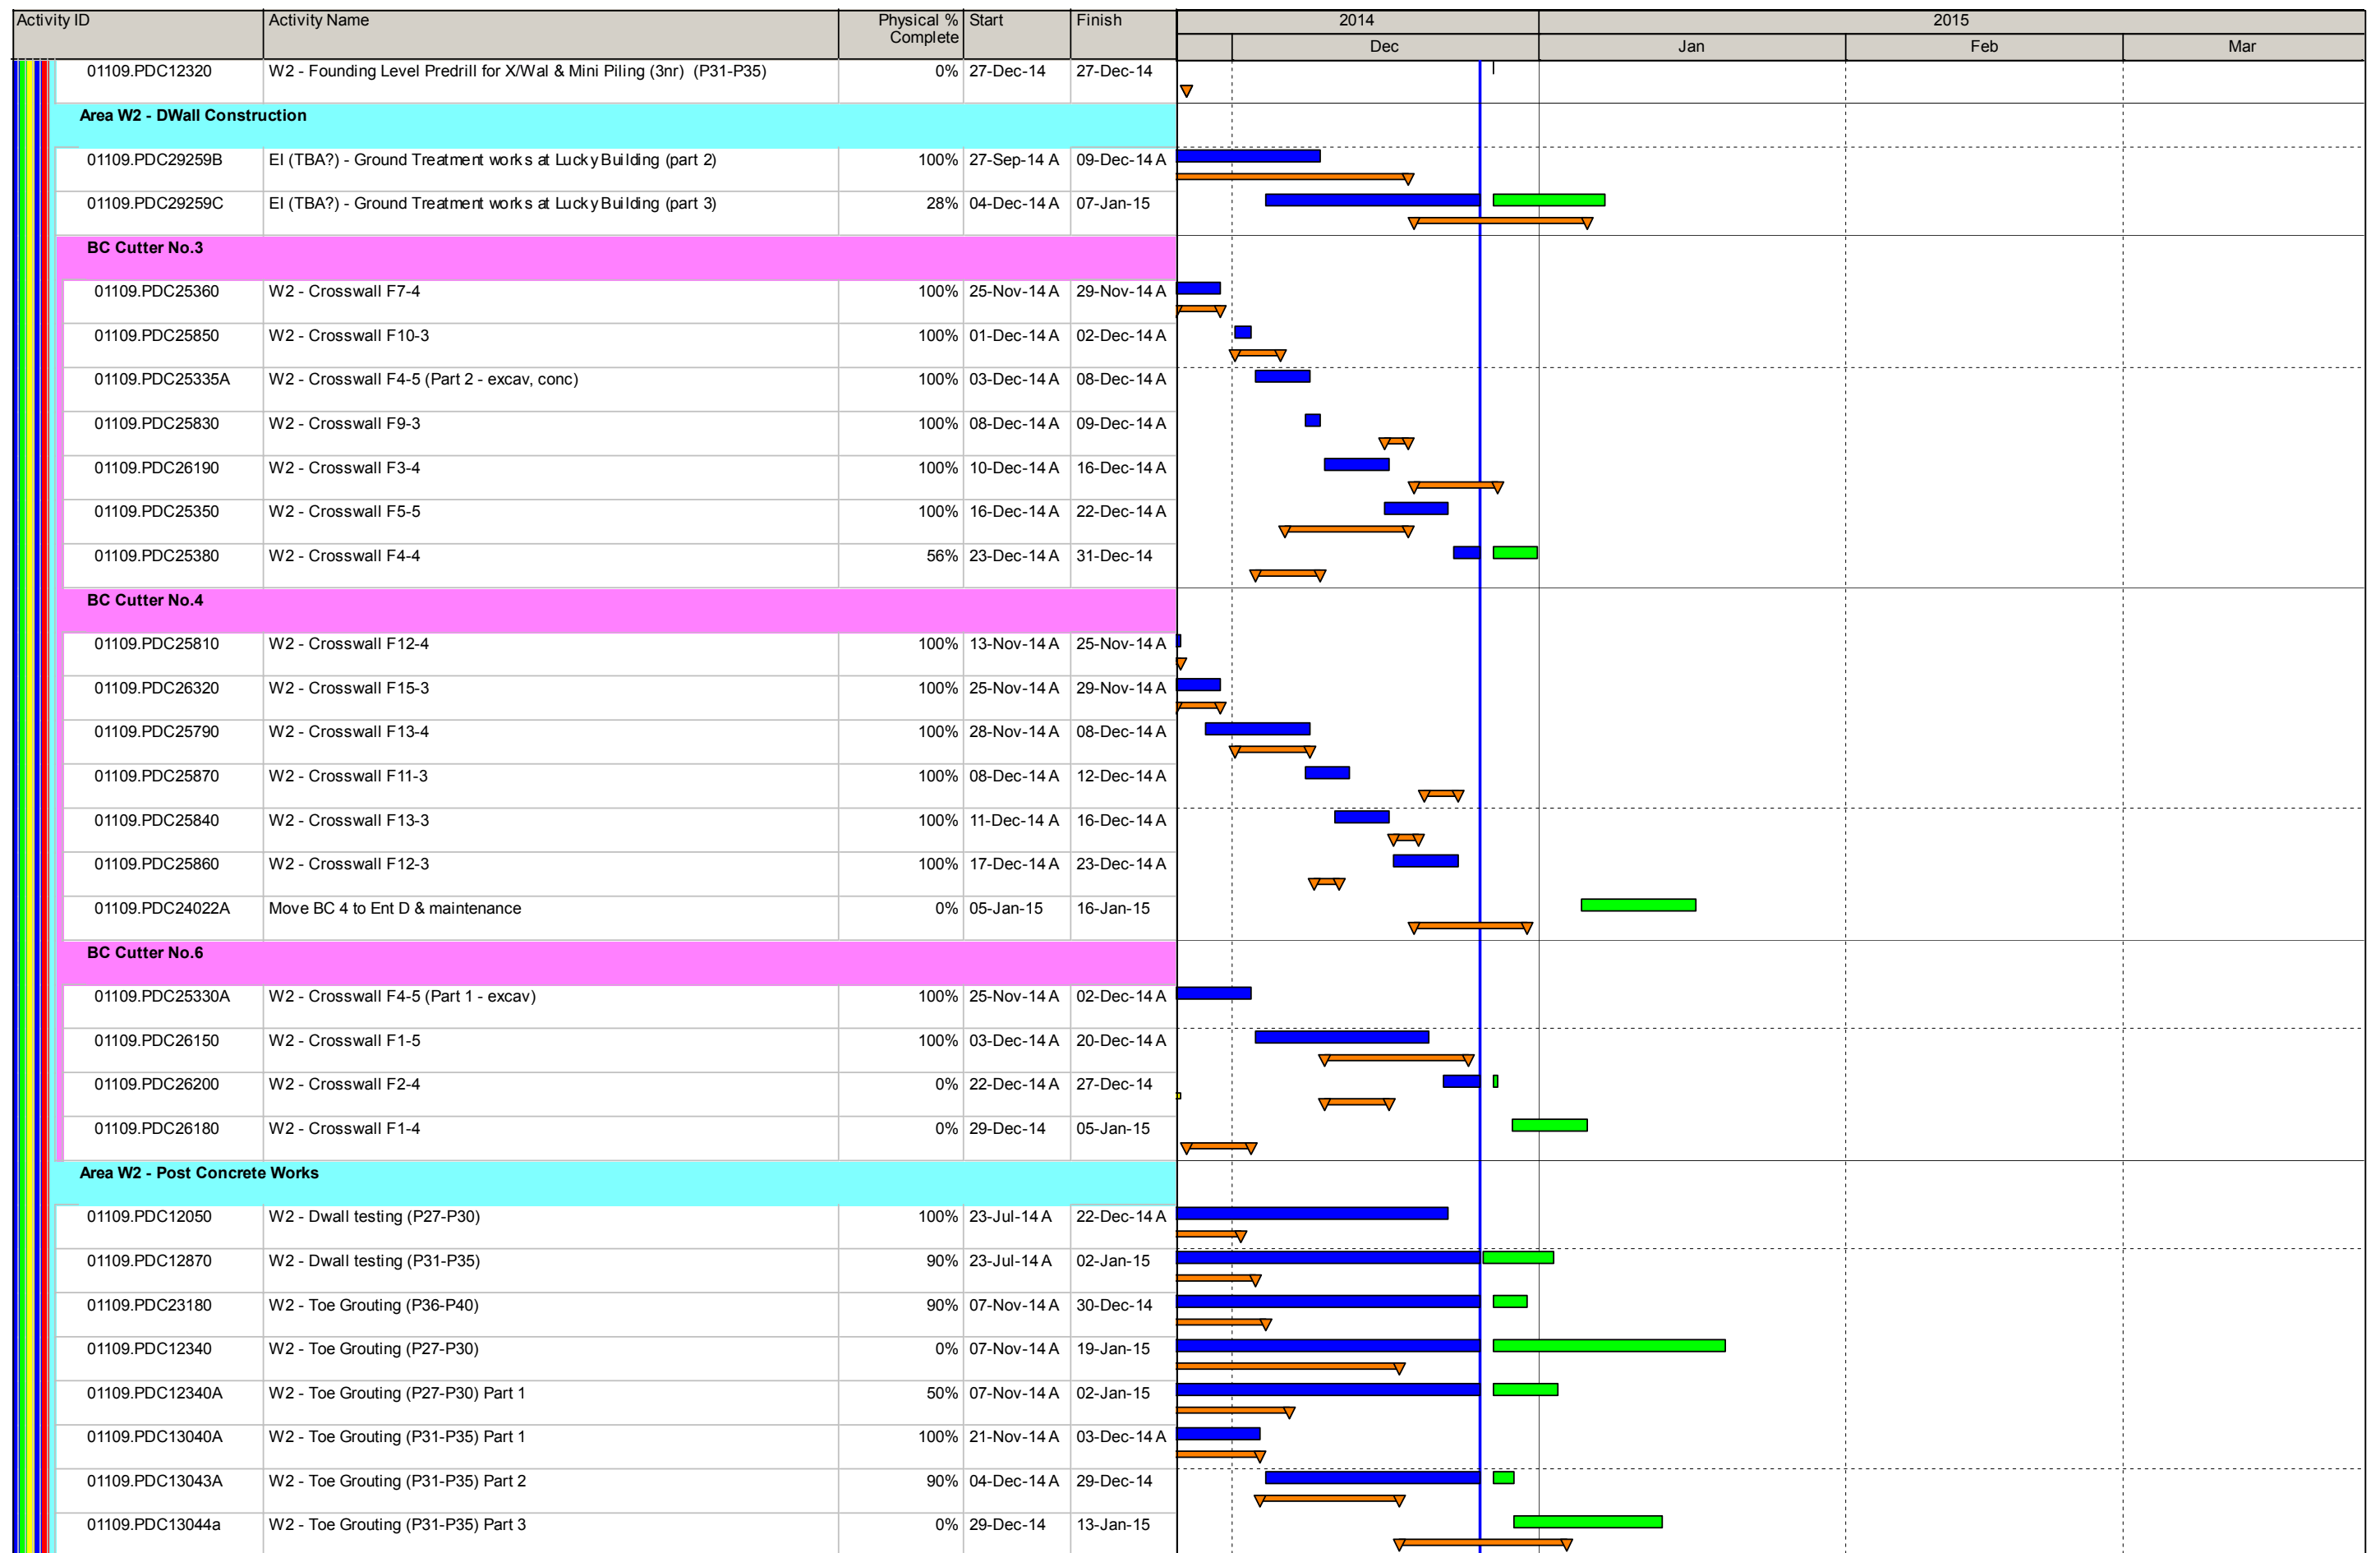 Activity ID Activity Name Physical % Complete Start Finish 2014 2015
Dec Jan Feb Mar
01109.PDC12320 W2 - Founding Level Predrill for X/Wal & Mini Piling (3nr) (P31-P35) 0% 27-Dec-14 27-Dec-14
Area W2 - DWall Construction
01109.PDC29259B EI (TBA?) - Ground Treatment works at Lucky Building (part 2) 100% 27-Sep-14 A 09-Dec-14 A
01109.PDC29259C EI (TBA?) - Ground Treatment works at Lucky Building (part 3) 28% 04-Dec-14 A 07-Jan-15
BC Cutter No.3
01109.PDC25360 W2 - Crosswall F7-4 100% 25-Nov-14 A 29-Nov-14 A
01109.PDC25850 W2 - Crosswall F10-3 100% 01-Dec-14 A 02-Dec-14 A
01109.PDC25335A W2 - Crosswall F4-5 (Part 2 - excav, conc) 100% 03-Dec-14 A 08-Dec-14 A
01109.PDC25830 W2 - Crosswall F9-3 100% 08-Dec-14 A 09-Dec-14 A
01109.PDC26190 W2 - Crosswall F3-4 100% 10-Dec-14 A 16-Dec-14 A
01109.PDC25350 W2 - Crosswall F5-5 100% 16-Dec-14 A 22-Dec-14 A
01109.PDC25380 W2 - Crosswall F4-4 56% 23-Dec-14 A 31-Dec-14
BC Cutter No.4
01109.PDC25810 W2 - Crosswall F12-4 100% 13-Nov-14 A 25-Nov-14 A
01109.PDC26320 W2 - Crosswall F15-3 100% 25-Nov-14 A 29-Nov-14 A
01109.PDC25790 W2 - Crosswall F13-4 100% 28-Nov-14 A 08-Dec-14 A
01109.PDC25870 W2 - Crosswall F11-3 100% 08-Dec-14 A 12-Dec-14 A
01109.PDC25840 W2 - Crosswall F13-3 100% 11-Dec-14 A 16-Dec-14 A
01109.PDC25860 W2 - Crosswall F12-3 100% 17-Dec-14 A 23-Dec-14 A
01109.PDC24022A Move BC 4 to Ent D & maintenance 0% 05-Jan-15 16-Jan-15
BC Cutter No.6
01109.PDC25330A W2 - Crosswall F4-5 (Part 1 - excav) 100% 25-Nov-14 A 02-Dec-14 A
01109.PDC26150 W2 - Crosswall F1-5 100% 03-Dec-14 A 20-Dec-14 A
01109.PDC26200 W2 - Crosswall F2-4 0% 22-Dec-14 A 27-Dec-14
01109.PDC26180 W2 - Crosswall F1-4 0% 29-Dec-14 05-Jan-15
Area W2 - Post Concrete Works
01109.PDC12050 W2 - Dwall testing (P27-P30) 100% 23-Jul-14 A 22-Dec-14 A
01109.PDC12870 W2 - Dwall testing (P31-P35) 90% 23-Jul-14 A 02-Jan-15
01109.PDC23180 W2 - Toe Grouting (P36-P40) 90% 07-Nov-14 A 30-Dec-14
01109.PDC12340 W2 - Toe Grouting (P27-P30) 0% 07-Nov-14 A 19-Jan-15
01109.PDC12340A W2 - Toe Grouting (P27-P30) Part 1 50% 07-Nov-14 A 02-Jan-15
01109.PDC13040A W2 - Toe Grouting (P31-P35) Part 1 100% 21-Nov-14 A 03-Dec-14 A
01109.PDC13043A W2 - Toe Grouting (P31-P35) Part 2 90% 04-Dec-14 A 29-Dec-14
01109.PDC13044a W2 - Toe Grouting (P31-P35) Part 3 0% 29-Dec-14 13-Jan-15